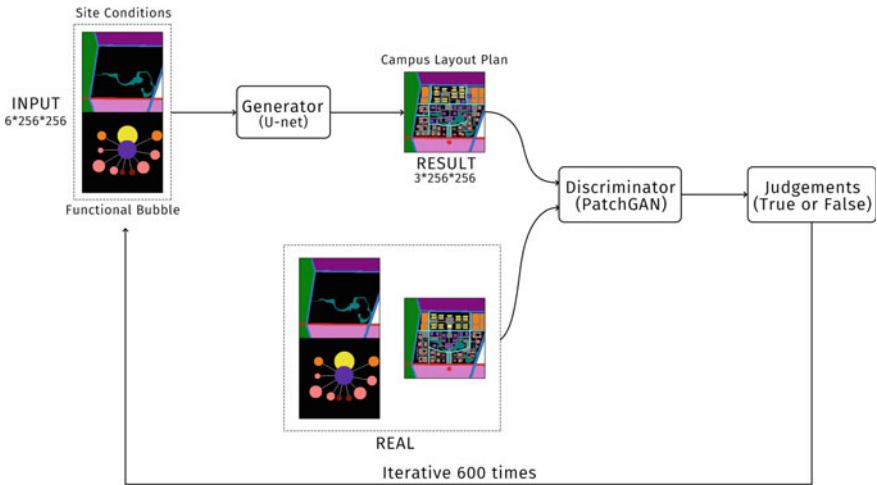 Site Conditions
INPUT
6*256*256
Functional Bubble
Generator
(U-net)
Campus Layout Plan
RESULT
3*256*256
Discriminator
(PatchGAN)
Judgements
(True or False)
REAL
Iterative 600 times